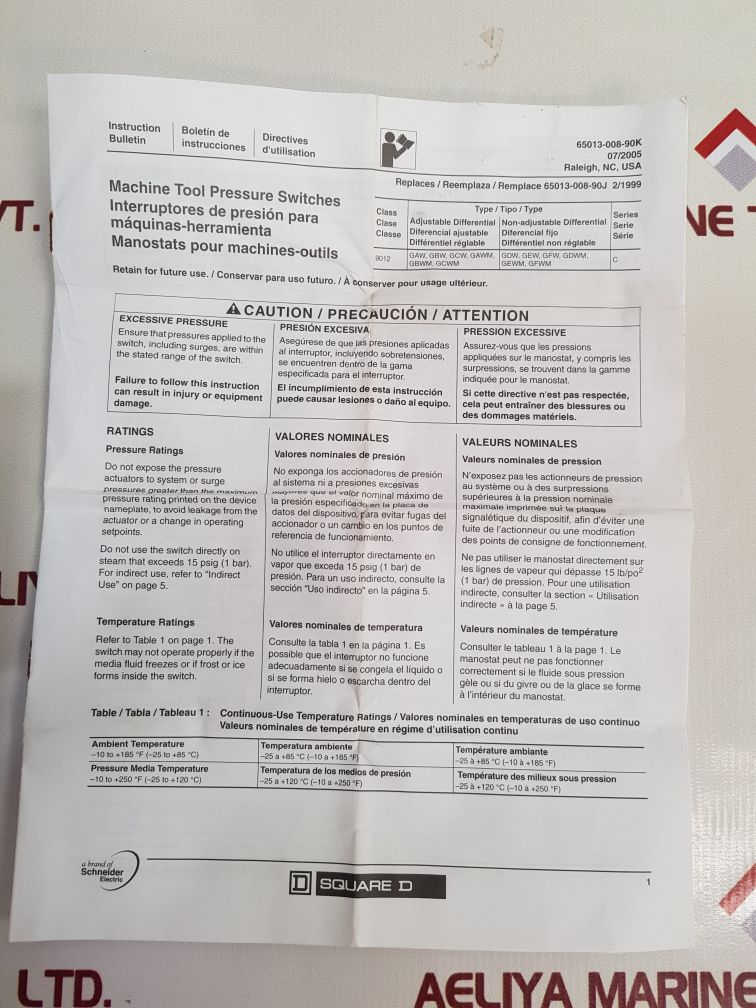 Instruction
Bulletin
Boletín de
instrucciones
Directives
d'utilisation
65013-008-90K
07/2005
Raleigh, NC, USA
Replaces / Reemplaza / Remplace 65013-008-90J 2/1999
Machine Tool Pressure Switches
Interruptores de presión para
máquinas-herramienta
Manostats pour machines-outils
Class
Clase
Classe
Type / Tipo / Type
Adjustable Differential
Diferencial ajustable
Différentiel réglable
Non-adjustable Differential
Diferencial fijo
Différentiel non réglable
Series
Serie
Série
9012
GAW, GBW, GCW, GAWM,
GBWM, GCWM
GDW, GEW, GFW, GDWM,
GEWM, GFWM
C
Retain for future use. / Conservar para uso futuro. / À conserver pour usage ultérieur.
CAUTION / PRECAUCIÓN / ATTENTION
EXCESSIVE PRESSURE
Ensure that pressures applied to the
switch, including surges, are within
the stated range of the switch.
Failure to follow this instruction
can result in injury or equipment
damage.
PRESIÓN EXCESIVA
Asegúrese de que las presiones aplicadas
al interruptor, incluyendo sobretensiones,
se encuentren dentro de la gama
especificada para el interruptor.
El incumplimiento de esta instrucción
puede causar lesiones o daño al equipo.
PRESSION EXCESSIVE
Assurez-vous que les pressions
appliquées sur le manostat, y compris les
surpressions, se trouvent dans la gamme
indiquée pour le manostat.
Si cette directive n'est pas respectée,
cela peut entraîner des blessures ou
des dommages matériels.
RATINGS
Pressure Ratings
Do not expose the pressure
actuators to system or surge
pressures greater than the maximum
pressure rating printed on the device
nameplate, to avoid leakage from the
actuator or a change in operating
setpoints.
Do not use the switch directly on
steam that exceeds 15 psig (1 bar).
For indirect use, refer to "Indirect
Use" on page 5.
Temperature Ratings
Refer to Table 1 on page 1. The
switch may not operate properly if the
media fluid freezes or if frost or ice
forms inside the switch.
VALORES NOMINALES
Valores nominales de presión
No exponga los accionadores de presión
al sistema ni a presiones excesivas
mayores que el valor nominal máximo de
la presión especificado en la placa de
datos del dispositivo, para evitar fugas del
accionador o un cambio en los puntos de
referencia de funcionamiento.
No utilice el interruptor directamente en
vapor que exceda 15 psig (1 bar) de
presión. Para un uso indirecto, consulte la
sección "Uso indirecto" en la página 5.
Valores nominales de temperatura
Consulte la tabla 1 en la página 1. Es
possible que el interruptor no funcione
adecuadamente si se congela el líquido o
si se forma hielo o escarcha dentro del
interruptor.
VALEURS NOMINALES
Valeurs nominales de pression
N'exposez pas les actionneurs de pression
au système ou à des surpressions
supérieures à la pression nominale
maximale imprimée sur la plaque
signalétique du dispositif, afin d'éviter une
fuite de l'actionneur ou une modification
des points de consigne de fonctionnement.
Ne pas utiliser le manostat directement sur
les lignes de vapeur qui dépasse 15 lb/po²
(1 bar) de pression. Pour une utilisation
indirecte, consulter la section « Utilisation
indirecte » à la page 5.
Valeurs nominales de température
Consulter le tableau 1 à la page 1. Le
manostat peut ne pas fonctionner
correctement si le fluide sous pression
gèle ou si du givre ou de la glace se forme
à l'intérieur du manostat.
Table / Tabla / Tableau 1 : Continuous-Use Temperature Ratings / Valores nominales en temperaturas de uso continuo
Valeurs nominales de température en régime d'utilisation continu
Ambient Temperature
–10 to +185 °F (–25 to +85 °C)
Temperatura ambiente
–25 a +85 °C (–10 a +185 °F)
Température ambiante
–25 à +85 °C (–10 à +185 °F)
Pressure Media Temperature
–10 to +250 °F (–25 to +120 °C)
Temperatura de los medios de presión
–25 a +120 °C (–10 a +250 °F)
Température des milieux sous pression
–25 à +120 °C (–10 à +250 °F)
a brand of
Schneider
Electric
D SQUARE D
1
VT.
NE T
LTD.
AELIYA MARINE